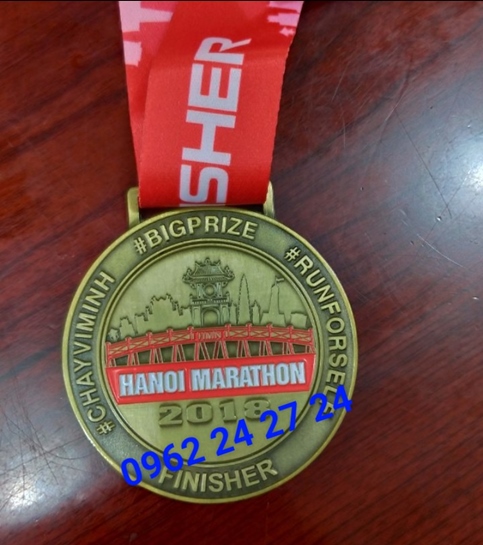 SHER
#BIGPRIZE
#CHAYVIMINH
#RUNFORSELF
HANOI MARATHON
2018
0962 24 27 24
FINISHER